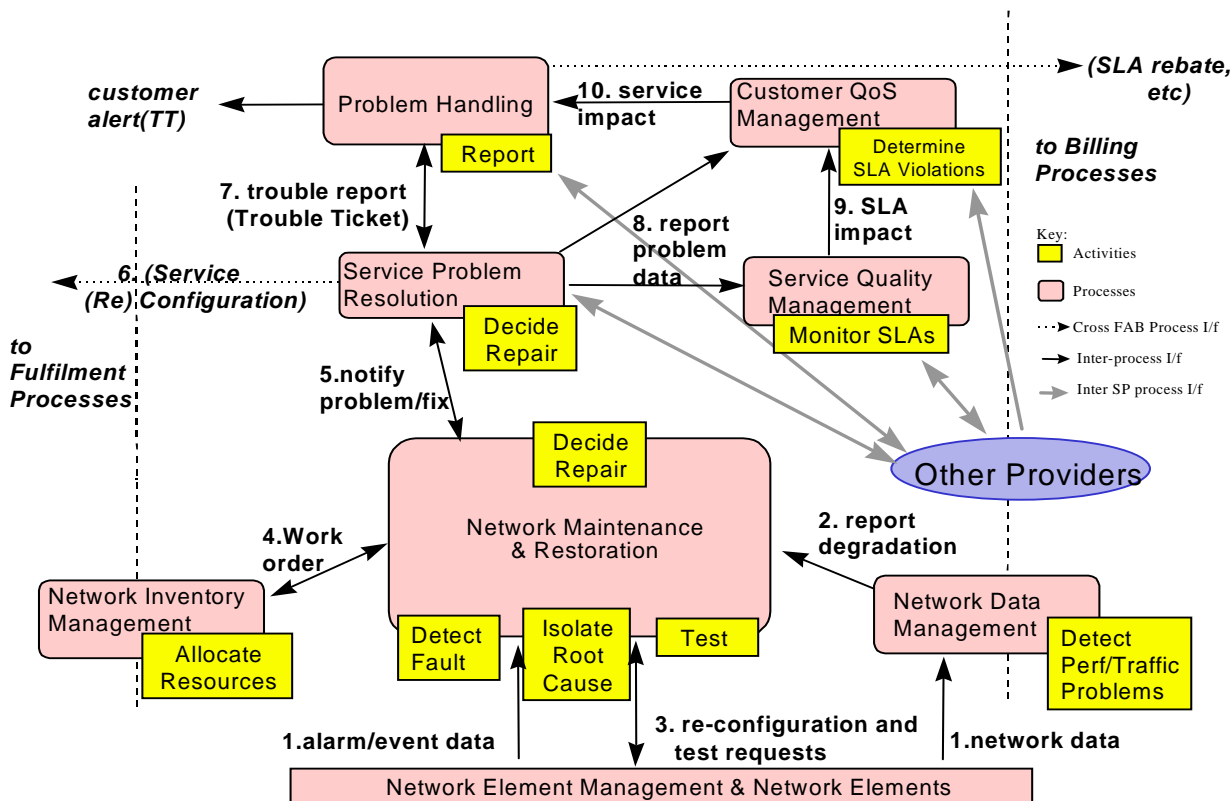 customer
alert(TT)
Problem Handling
Report
10. service
impact
Customer QoS
Management
Determine
SLA Violations
(SLA rebate,
etc)
to Billing
Processes
7. trouble report
(Trouble Ticket)
8. report
problem
data
9. SLA
impact
Key:
Activities
Processes
Cross FAB Process I/f
Inter-process I/f
Inter SP process I/f
6. (Service
(Re) Configuration)
Service Problem
Resolution
Decide
Repair
Service Quality
Management
Monitor SLAs
to
Fulfilment
Processes
5.notify
problem/fix
Decide
Repair
Other Providers
Network Maintenance
& Restoration
4.Work
order
2. report
degradation
Network Inventory
Management
Allocate
Resources
Detect
Fault
Isolate
Root
Cause
Test
Network Data
Management
Detect
Perf/Traffic
Problems
1.alarm/event data
3. re-configuration and
test requests
1.network data
Network Element Management & Network Elements